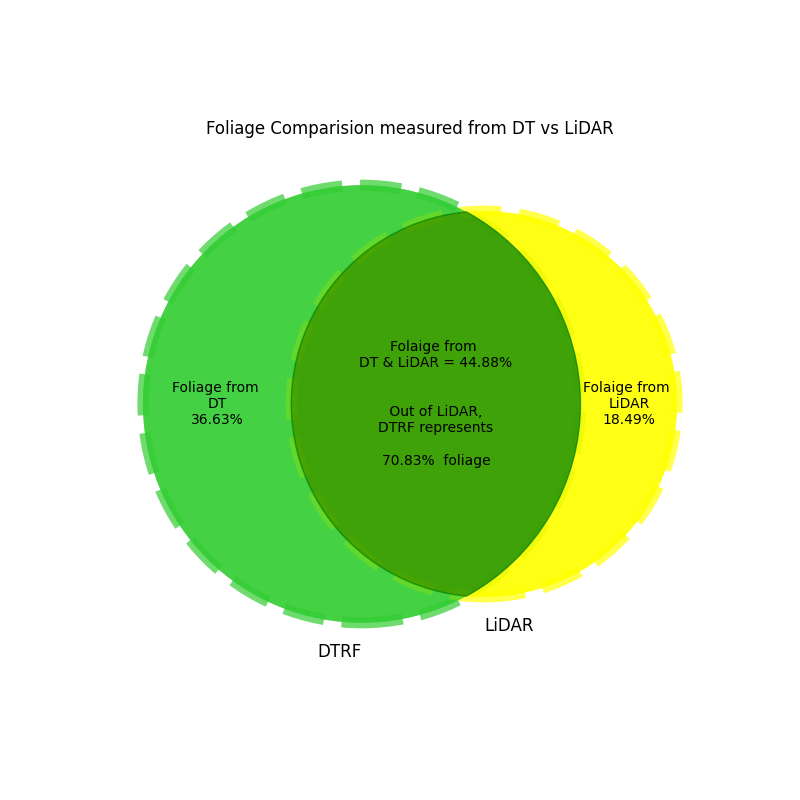 Foliage Comparision measured from DT vs LiDAR
Folaige from
DT & LiDAR = 44.88%
Foliage from
DT
36.63%
Out of LiDAR,
DTRF represents
70.83%  foliage
Folaige from
LiDAR
18.49%
LiDAR
DTRF